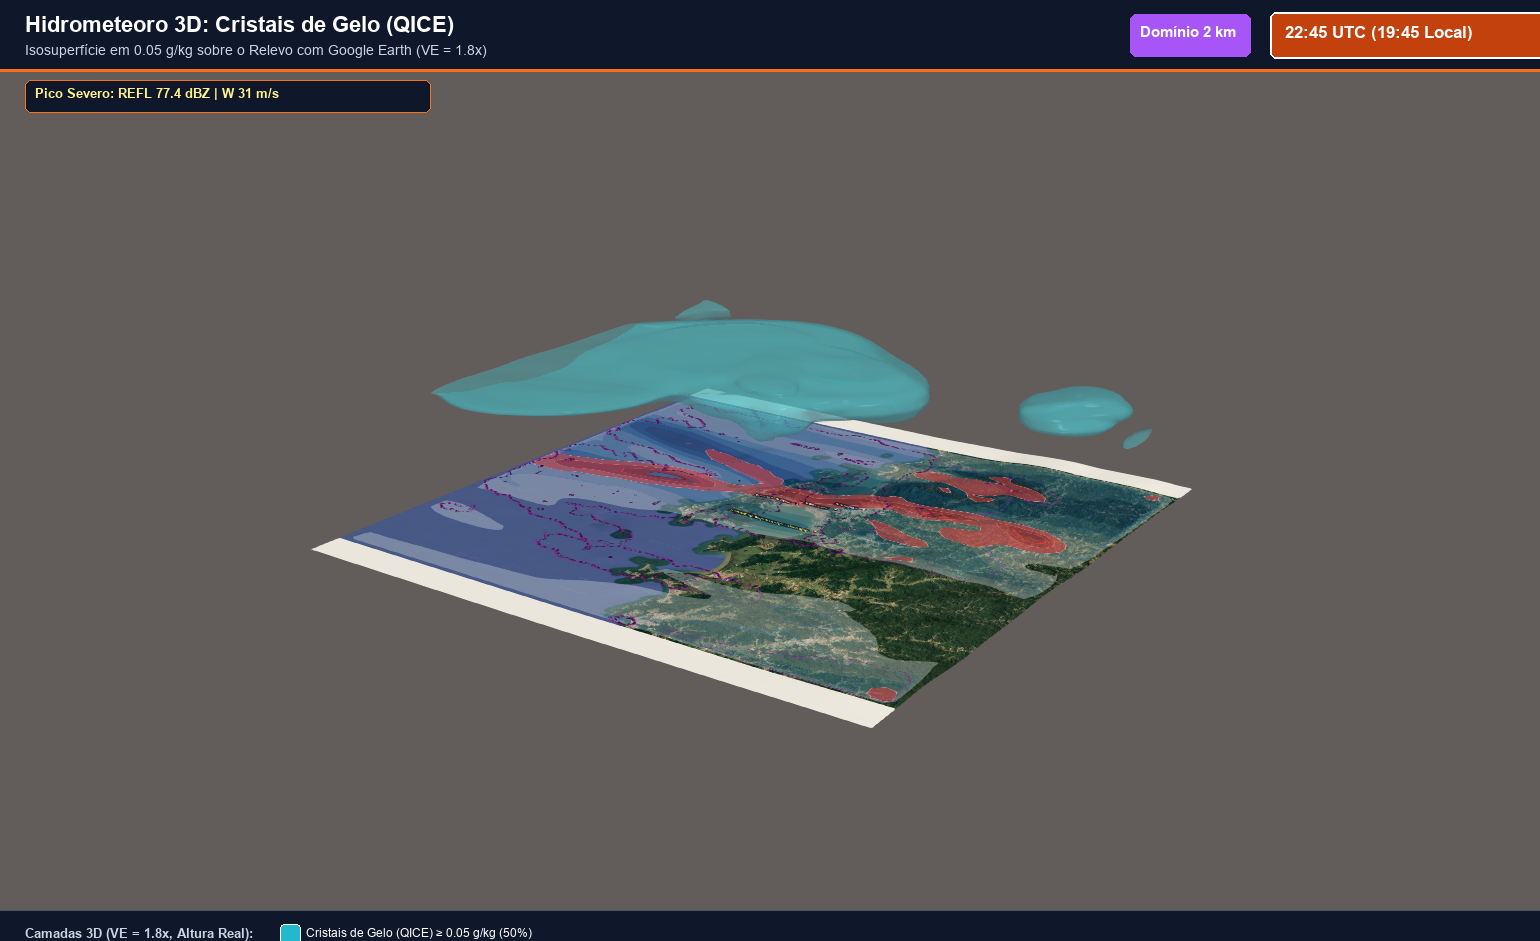 Hidrometeoro 3D: Cristais de Gelo (QICE)
Isosuperfície em 0.05 g/kg sobre o Relevo com Google Earth (VE = 1.8x)
Domínio 2 km
22:45 UTC (19:45 Local)
Pico Severo: REFL 77.4 dBZ | W 31 m/s
Camadas 3D (VE = 1.8x, Altura Real):
Cristais de Gelo (QICE) ≥ 0.05 g/kg (50%)